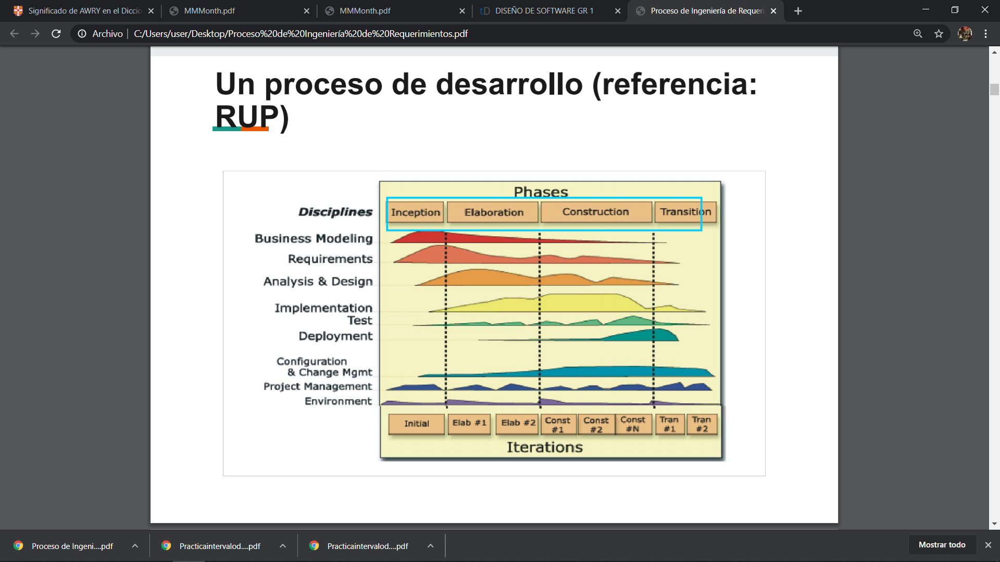 Significado de AWRY en el Diccio
MMMonth.pdf
MMMonth.pdf
tD DISEÑO DE SOFTWARE GR 1
Proceso de Ingeniería de Requeri
Archivo | C:/Users/user/Desktop/Proceso%20de%20Ingeniería%20de%20Requerimientos.pdf
Un proceso de desarrollo (referencia:
RUP)
Phases
Disciplines
Inception
Elaboration
Construction
Transition
Business Modeling
Requirements
Analysis & Design
Implementation
Test
Deployment
Configuration
& Change Mgmt
Project Management
Environment
Initial
Elab #1
Elab #2
Const
#1
Const
#2
Const
#N
Tran
#1
Tran
#2
Iterations
Proceso de Ingeni....pdf
Practicaintervalod....pdf
Practicaintervalod....pdf
Mostrar todo